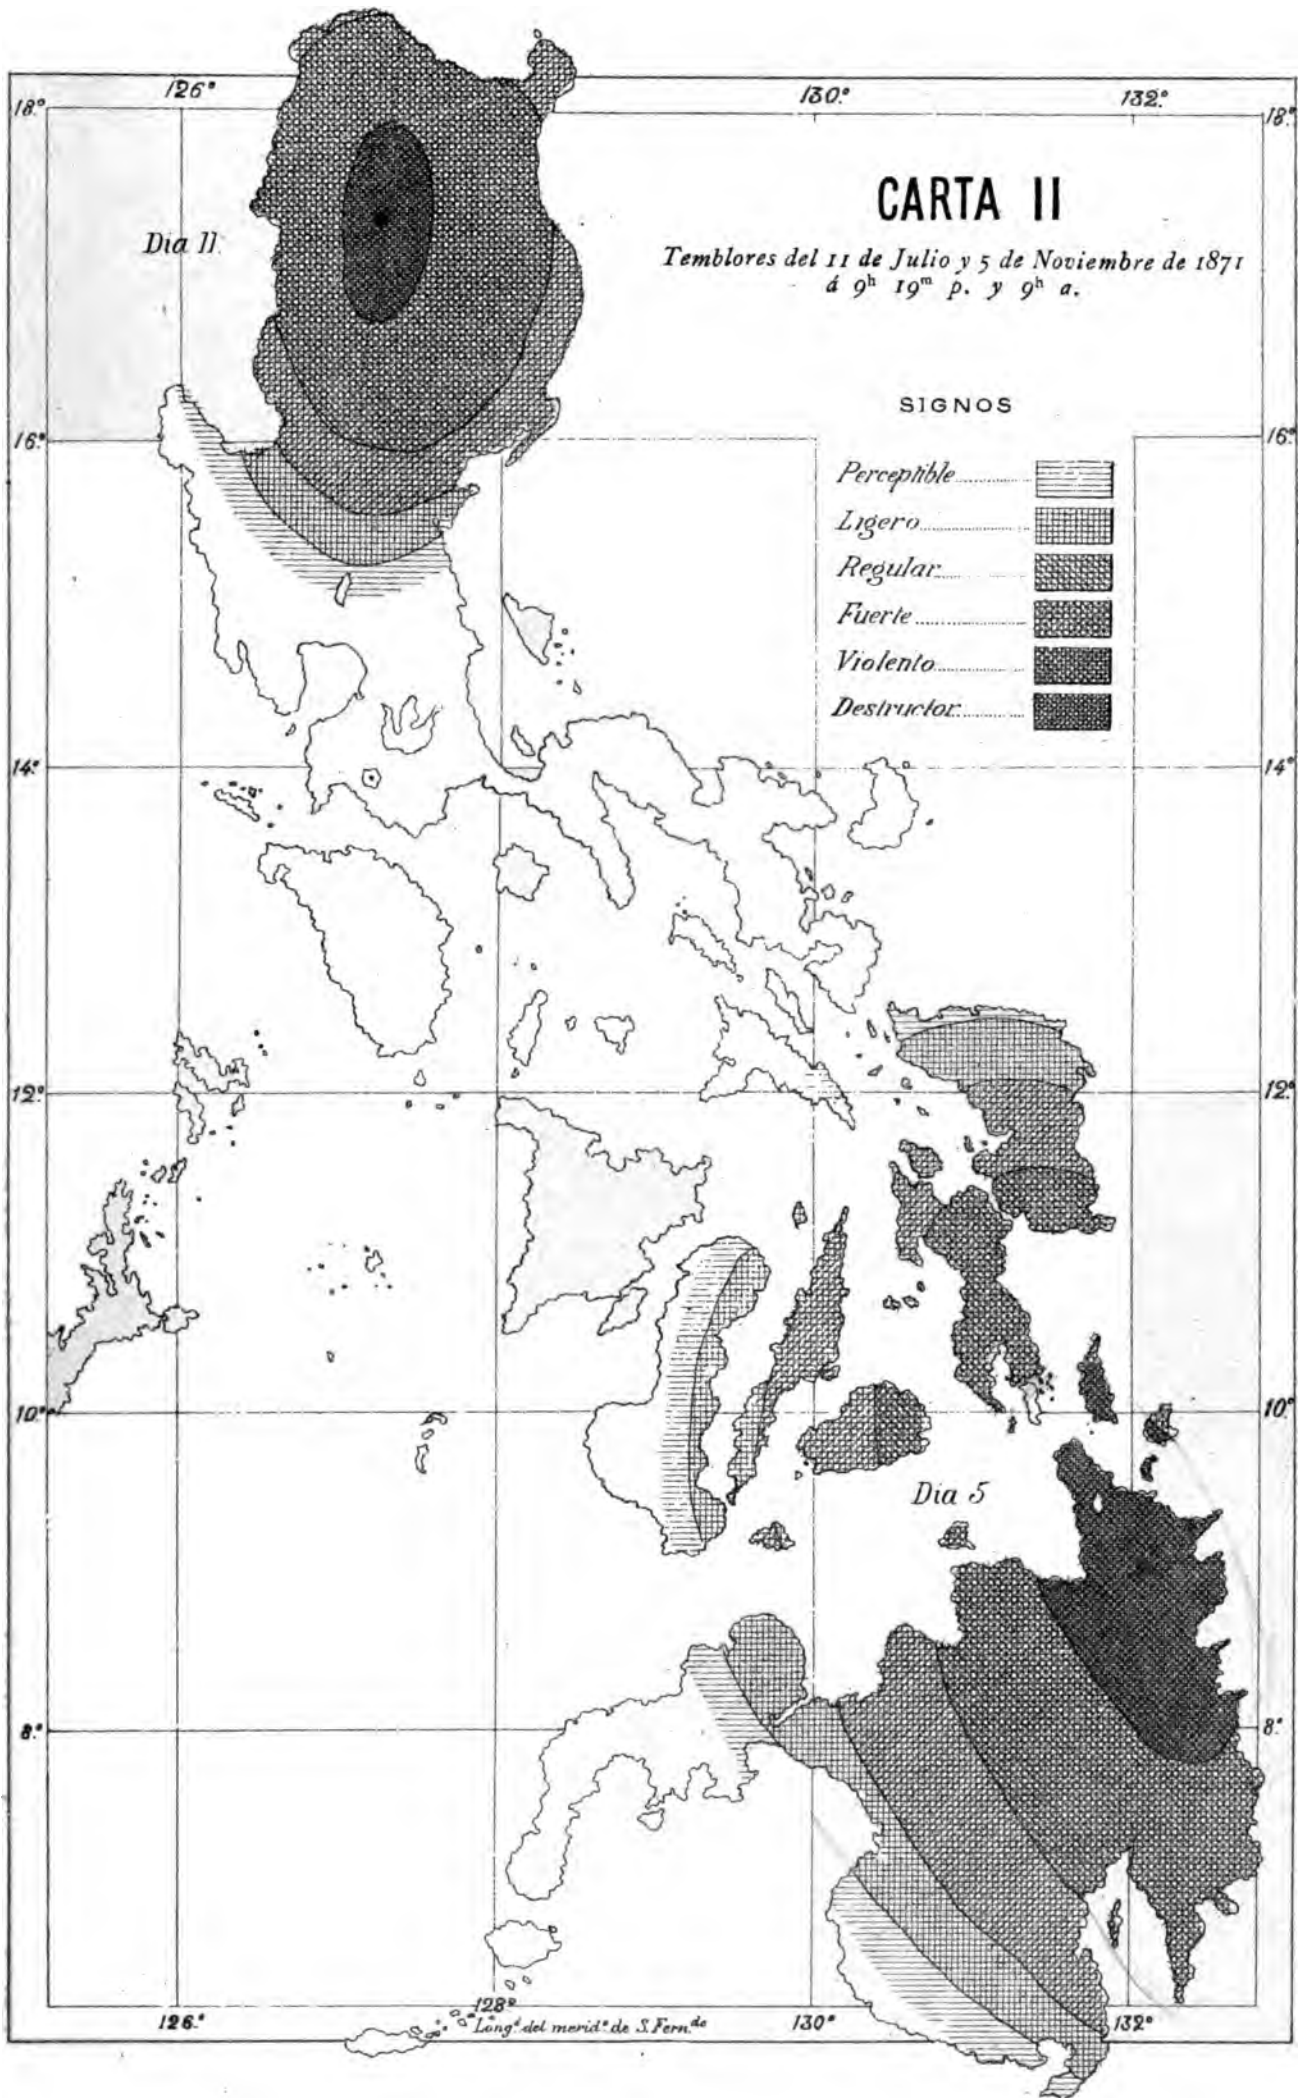 126° 130.° 132.°
18.° 18.°
CARTA II
Temblores del 11 de Julio y 5 de Noviembre de 1871
á 9ʰ 19ᵐ p. y 9ʰ a.
Dia 11.
SIGNOS
16.° 16.°
Perceptible
Ligero
Regular
Fuerte
Violento
Destructor
14.° 14.°
12.° 12.°
10.° 10.°
Dia 5
8.° 8.°
126.° 128° 130° 132°
Longᵈ del meridᵒ de S. Fern.ᵈᵒ